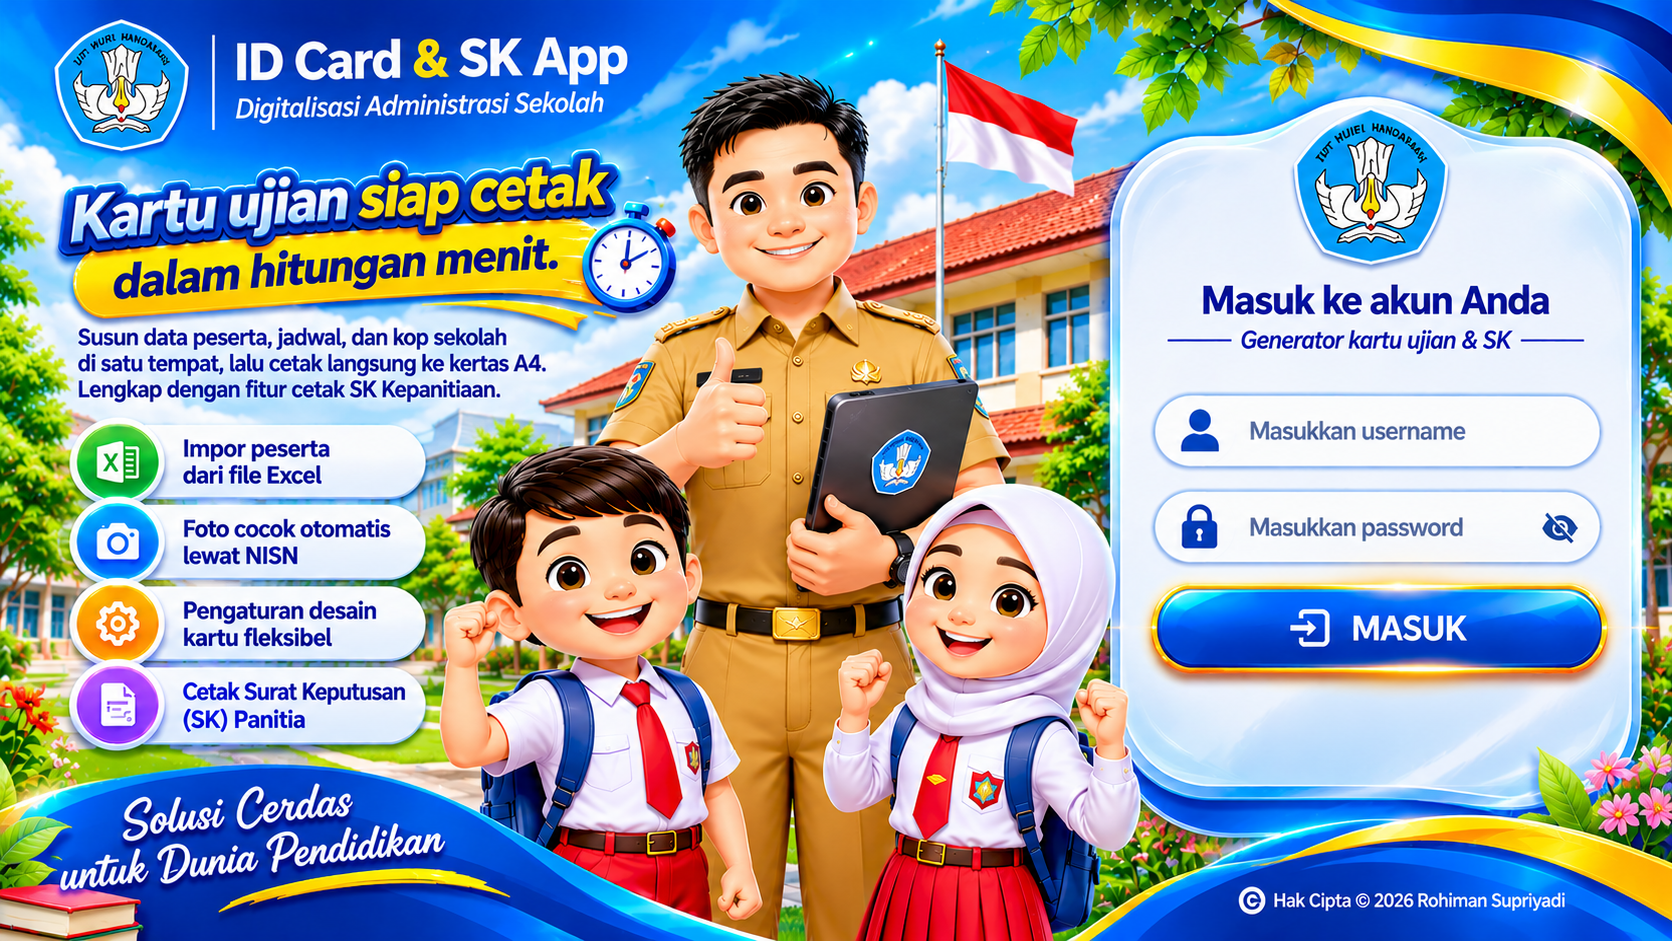 TUT WURI HANDAYANI
ID Card & SK App
Digitalisasi Administrasi Sekolah
Kartu ujian siap cetak
dalam hitungan menit.
Susun data peserta, jadwal, dan kop sekolah
di satu tempat, lalu cetak langsung ke kertas A4.
Lengkap dengan fitur cetak SK Kepanitiaan.
X
Impor peserta
dari file Excel
Foto cocok otomatis
lewat NISN
Pengaturan desain
kartu fleksibel
Cetak Surat Keputusan
(SK) Panitia
Solusi Cerdas
untuk Dunia Pendidikan
Masuk ke akun Anda
Generator kartu ujian & SK
Masukkan username
Masukkan password
MASUK
© Hak Cipta © 2026 Rohiman Supriyadi